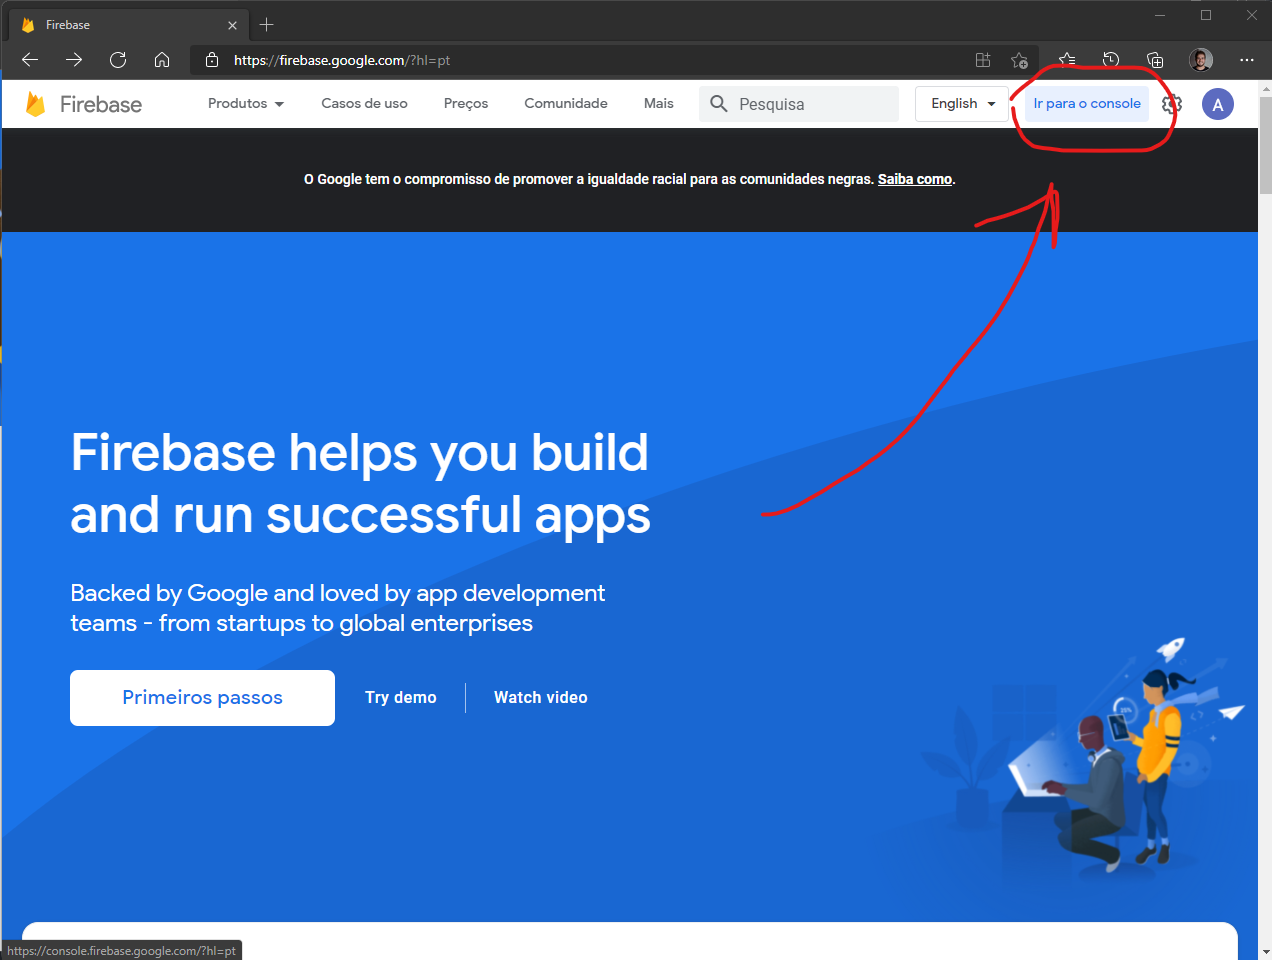 Firebase
https://firebase.google.com/?hl=pt
Firebase
Produtos
Casos de uso
Preços
Comunidade
Mais
Pesquisa
English
Ir para o console
A
O Google tem o compromisso de promover a igualdade racial para as comunidades negras. Saiba como.
Firebase helps you build
and run successful apps
Backed by Google and loved by app development
teams - from startups to global enterprises
Primeiros passos
Try demo
Watch video
https://console.firebase.google.com/?hl=pt